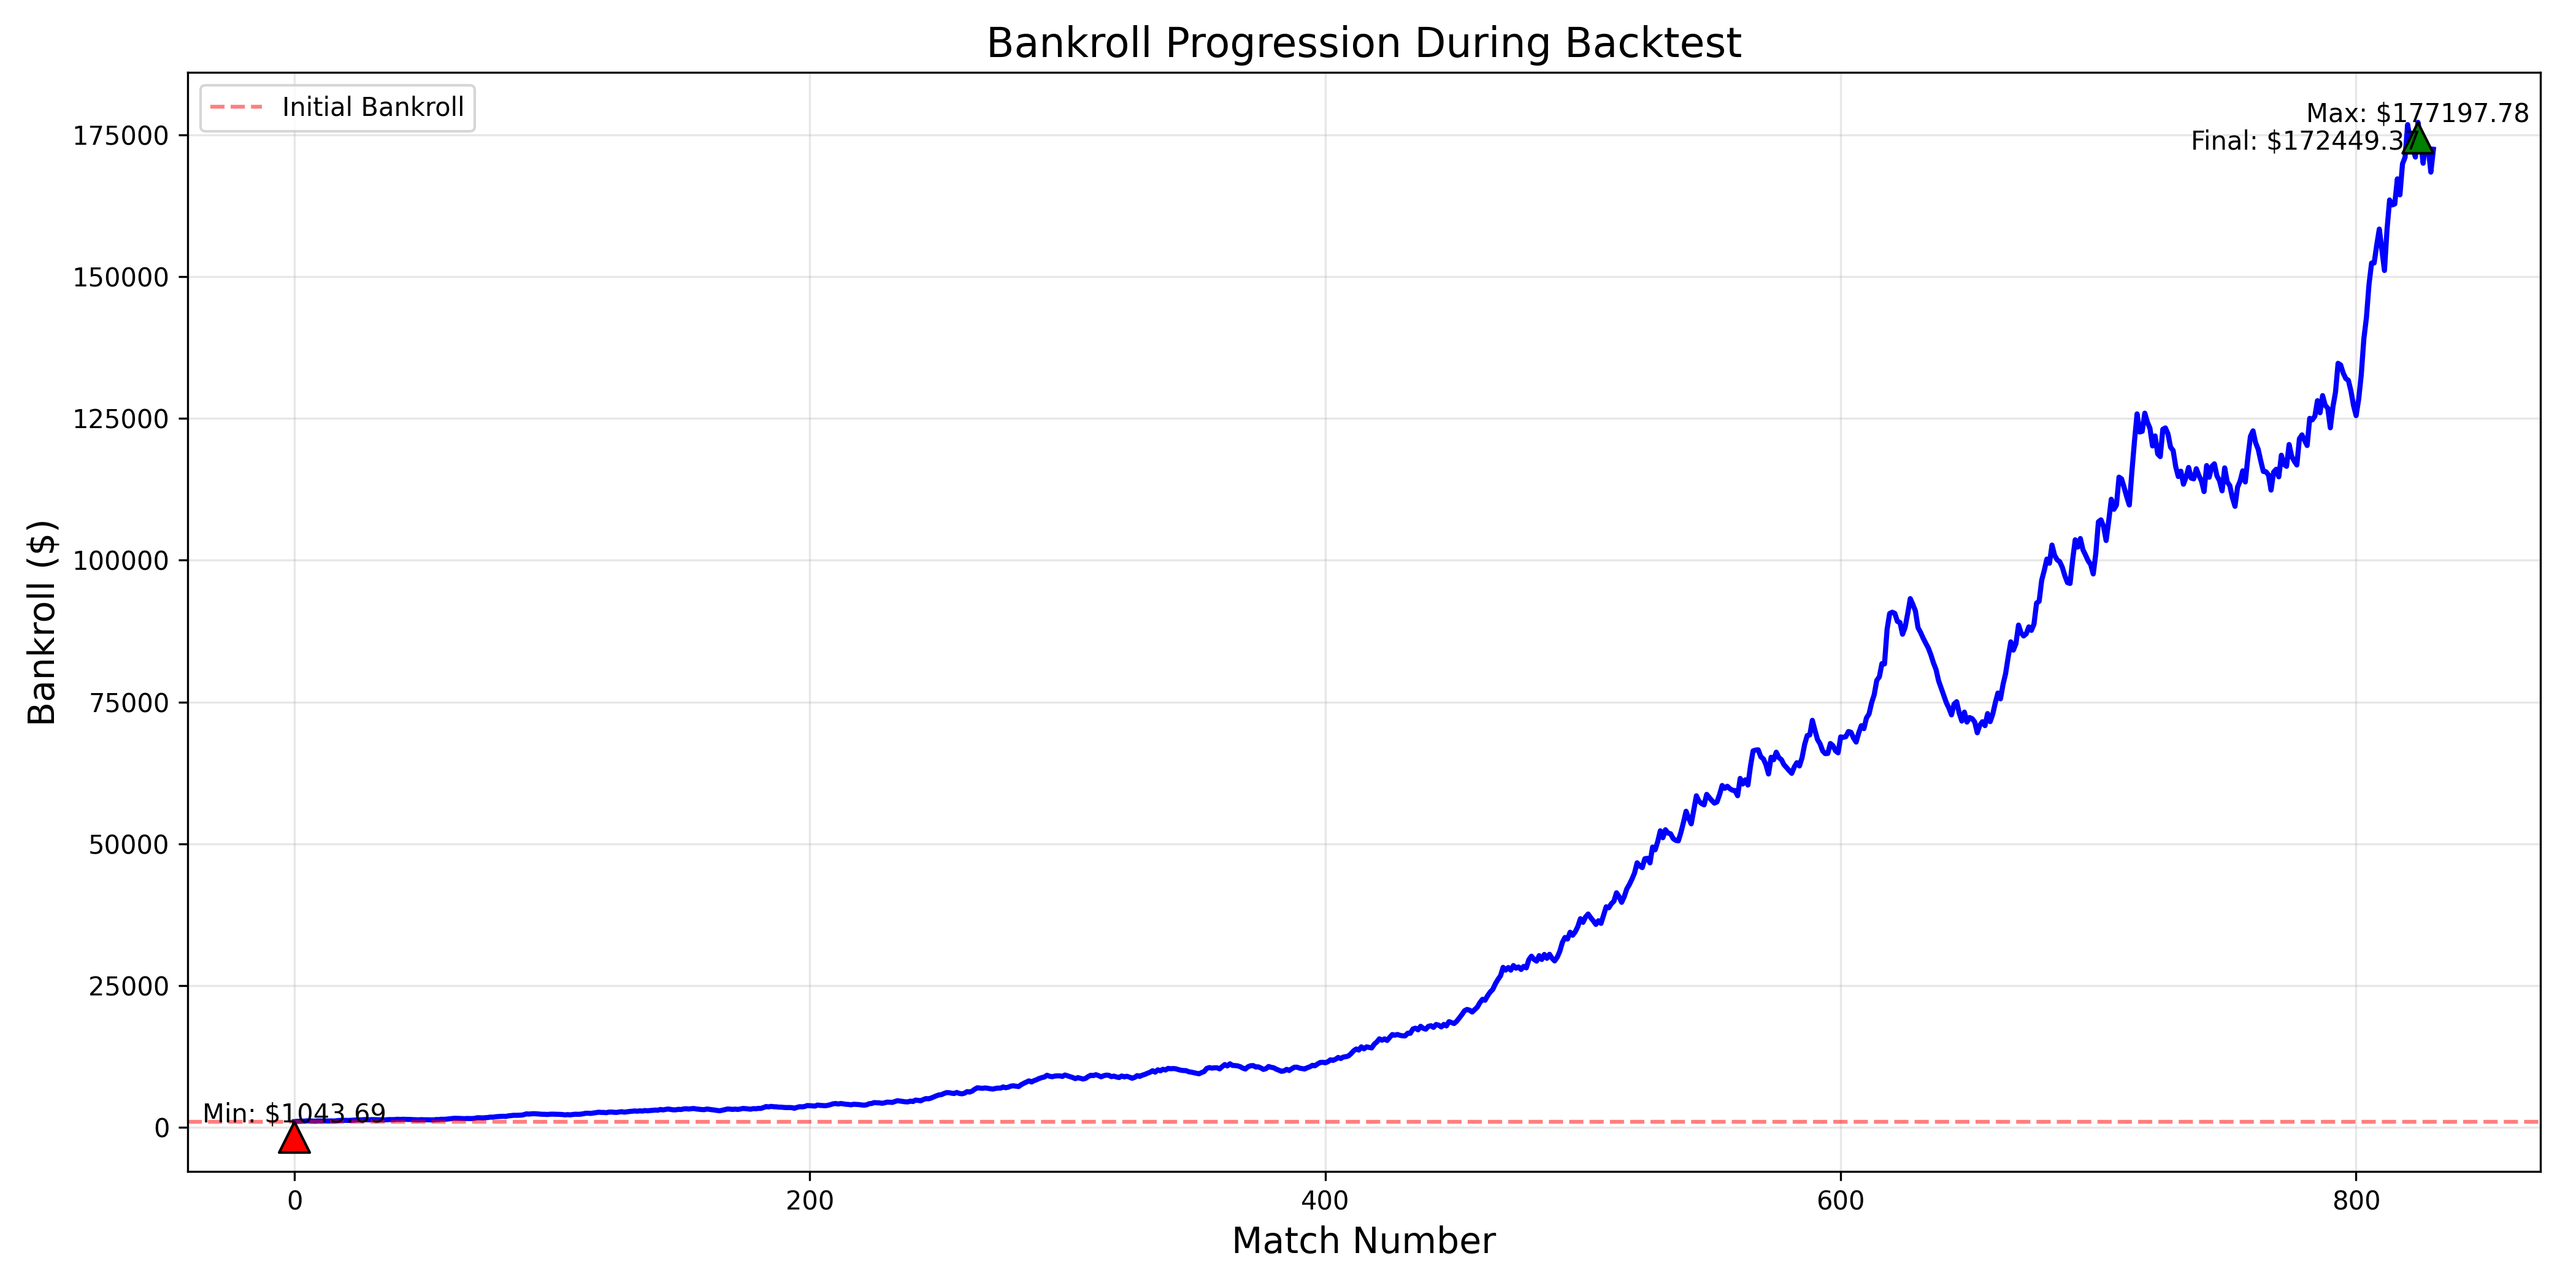 Bankroll Progression During Backtest
Initial Bankroll
Max: $177197.78
Final: $172449.3
Min: $1043.69
175000
150000
125000
100000
75000
50000
25000
0
Bankroll ($)
0 200 400 600 800
Match Number